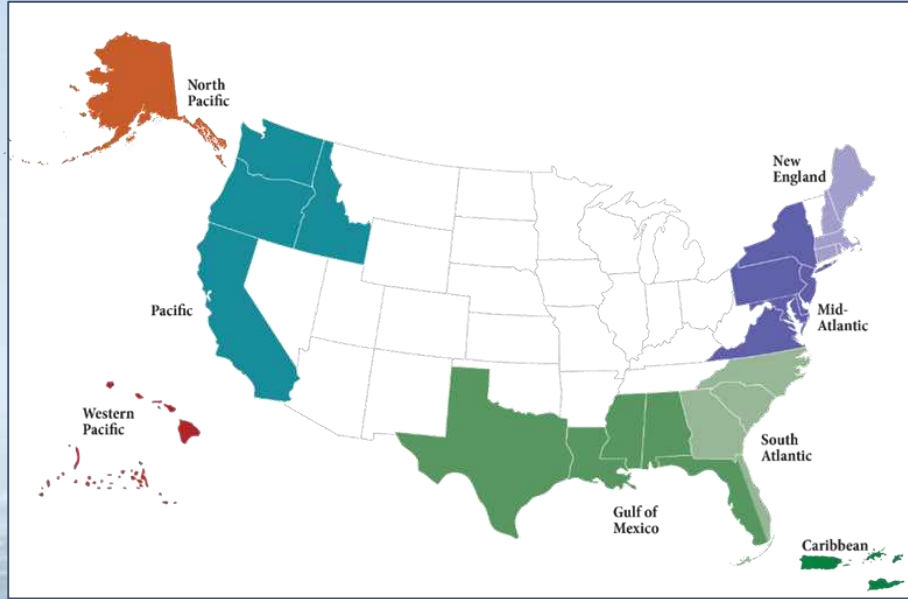 North
Pacific
New
England
Pacific
Mid-
Atlantic
Western
Pacific
South
Atlantic
Gulf of
Mexico
Caribbean